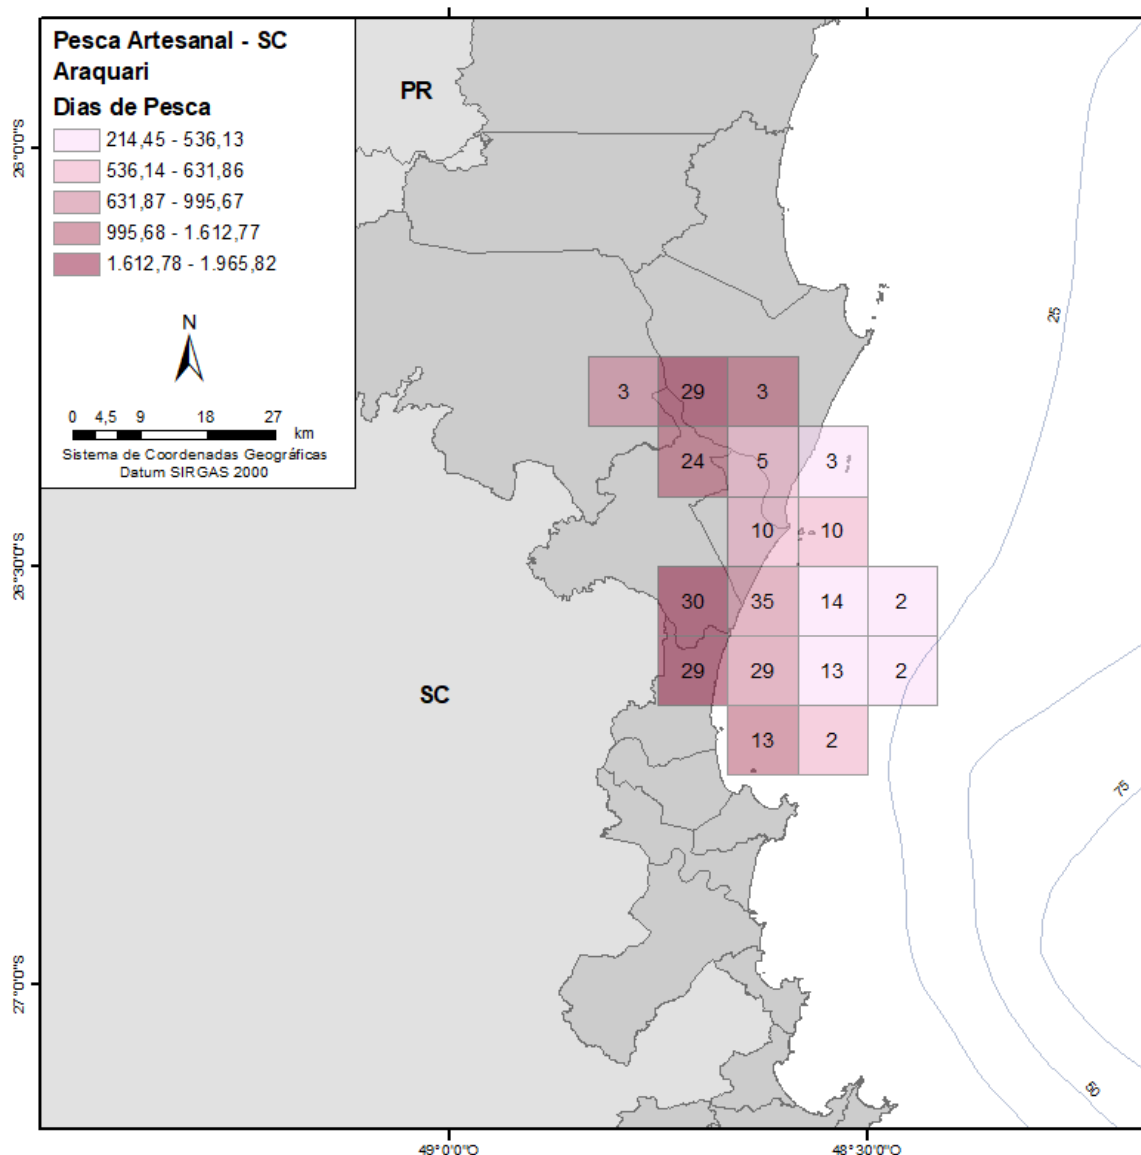 Pesca Artesanal - SC
Araquari
Dias de Pesca
214,45 - 536,13
536,14 - 631,86
631,87 - 995,67
995,68 - 1.612,77
1.612,78 - 1.965,82
N
0 4,5 9 18 27
km
Sistema de Coordenadas Geográficas
Datum SIRGAS 2000
PR
SC
26°0'0"S
26°30'0"S
27°0'0"S
49°0'0"O
48°30'0"O
25
75
50
3 29 3
24 5 3
10 10
30 35 14 2
29 29 13 2
13 2